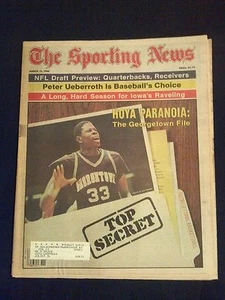 The Sporting News
NFL Draft Preview: Quarterbacks, Receivers
Peter Ueberroth Is Baseball's Choice
A Long, Hard Season for Iowa's Raveling
HOYA PARANOIA:
The Georgetown File
33
TOP
SECRET